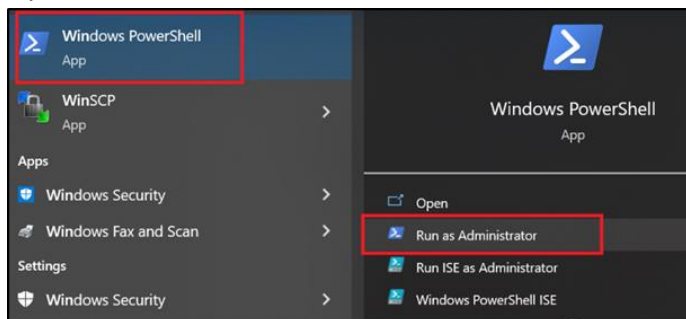 Windows PowerShell
App
WinSCP
App
Apps
Windows Security
Windows Fax and Scan
Settings
Windows Security
Windows PowerShell
App
Open
Run as Administrator
Run ISE as Administrator
Windows PowerShell ISE